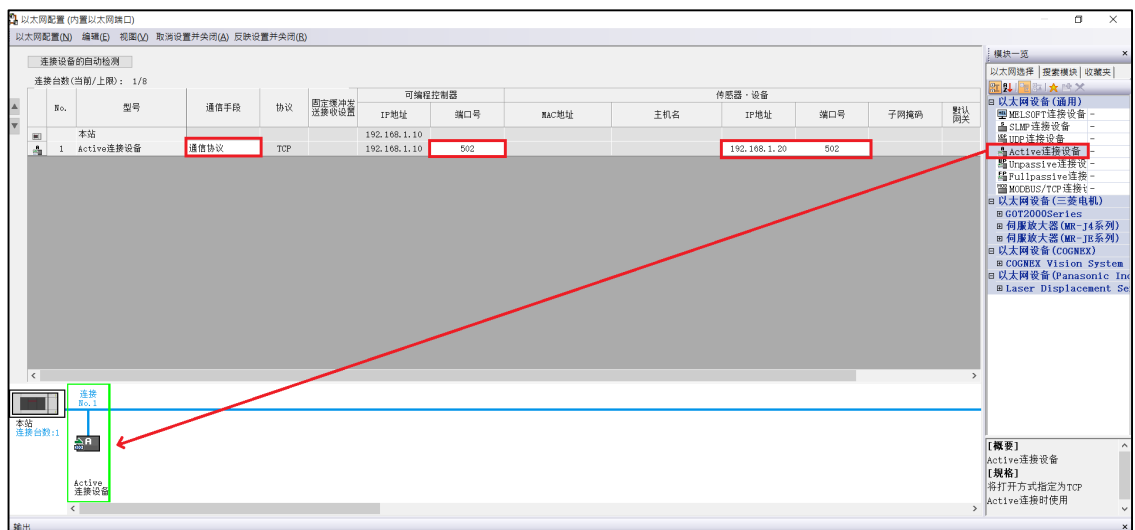 以太网配置 (内置以太网端口)
以太网配置(N) 编辑(E) 视图(V) 取消设置并关闭(A) 反映设置并关闭(R)
连接设备的自动检测
连接台数(当前/上限): 1/8
No. 型号 通信手段 协议 固定缓冲发送接收设置 可编程控制器 传感器・设备
IP地址 端口号 MAC地址 主机名 IP地址 端口号 子网掩码 默认网关
本站 192.168.1.10
1 Active连接设备 通信协议 TCP 192.168.1.10 502 192.168.1.20 502
连接
No.1
本站
连接台数:1
A
Active
连接设备
模块一览
以太网选择 搜索模块 收藏夹
以太网设备(通用)
MELSOFT连接设备 -
SLMP连接设备 -
UDP连接设备 -
Active连接设备 -
Unpassive连接设 -
Fullpassive连接 -
MODBUS/TCP连接 -
以太网设备(三菱电机)
GOT2000Series
伺服放大器(MR-J4系列)
伺服放大器(MR-JE系列)
以太网设备(COGNEX)
COGNEX Vision System
以太网设备(Panasonic In
Laser Displacement Se
[概要]
Active连接设备
[规格]
将打开方式指定为TCP
Active连接时使用
输出